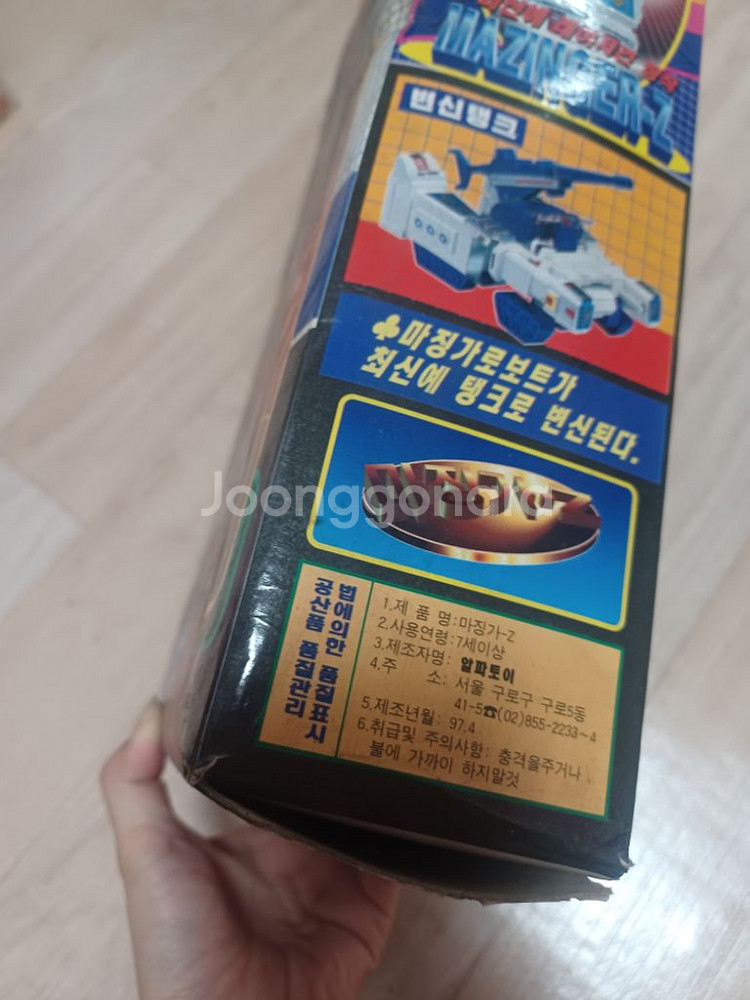 MAZINGER-Z
변신탱크
♣마징가로보트가
최신에 탱크로 변신된다.
Joonggonara
마징가-Z
법에의한 품질표시
공산품 품질관리
1.제 품 명:마징가-Z
2.사용연령:7세이상
3.제조자명: 알파토이
4.주 소: 서울 구로구 구로5동
41-5☎(02)855-2233~4
5.제조년월: 97.4
6.취급및 주의사항: 충격을주거나
불에 가까이 하지말것